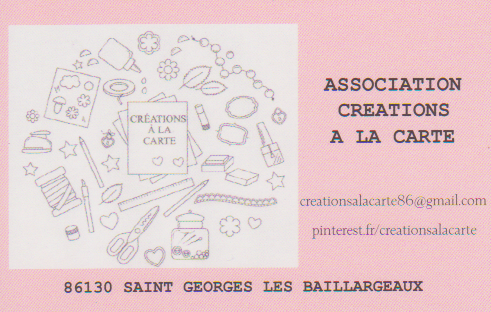 CRÉATIONS
À LA
CARTE
ASSOCIATION
CREATIONS
A LA CARTE
creationsalacarte86@gmail.com
pinterest.fr/creationsalacarte
86130 SAINT GEORGES LES BAILLARGEAUX